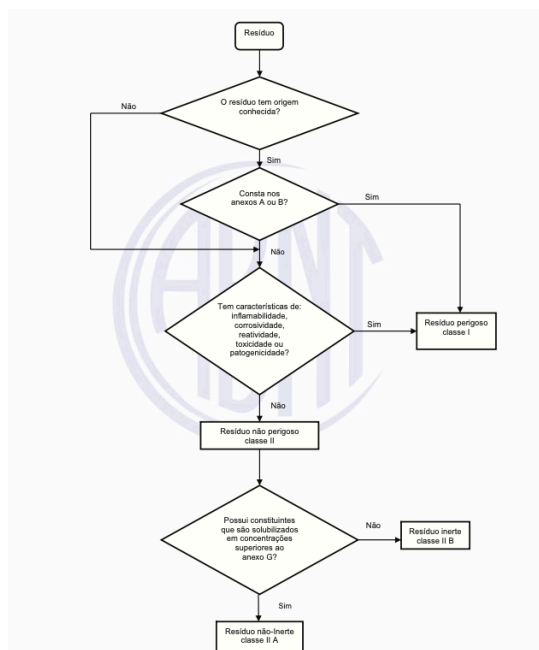 Resíduo
O resíduo tem origem
conhecida?
Não
Sim
Consta nos
anexos A ou B?
Sim
Não
Tem características de:
inflamabilidade,
corrosividade,
reatividade,
toxicidade ou
patogenicidade?
Sim
Resíduo perigoso
classe I
Não
Resíduo não perigoso
classe II
Possui constituintes
que são solubilizados
em concentrações
superiores ao
anexo G?
Não
Resíduo inerte
classe II B
Sim
Resíduo não-Inerte
classe II A
ABNT